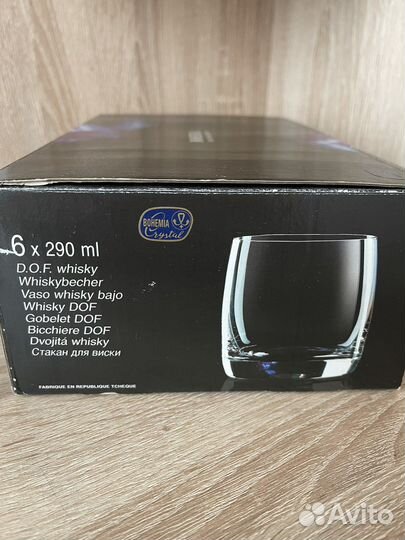 BOHEMIA
Crystal
6 x 290 ml
D.O.F. whisky
Whiskybecher
Vaso whisky bajo
Whisky DOF
Gobelet DOF
Bicchiere DOF
Dvojitá whisky
Стакан для виски
FABRIQUE EN REPUBLIQUE TCHEQUE
Avito